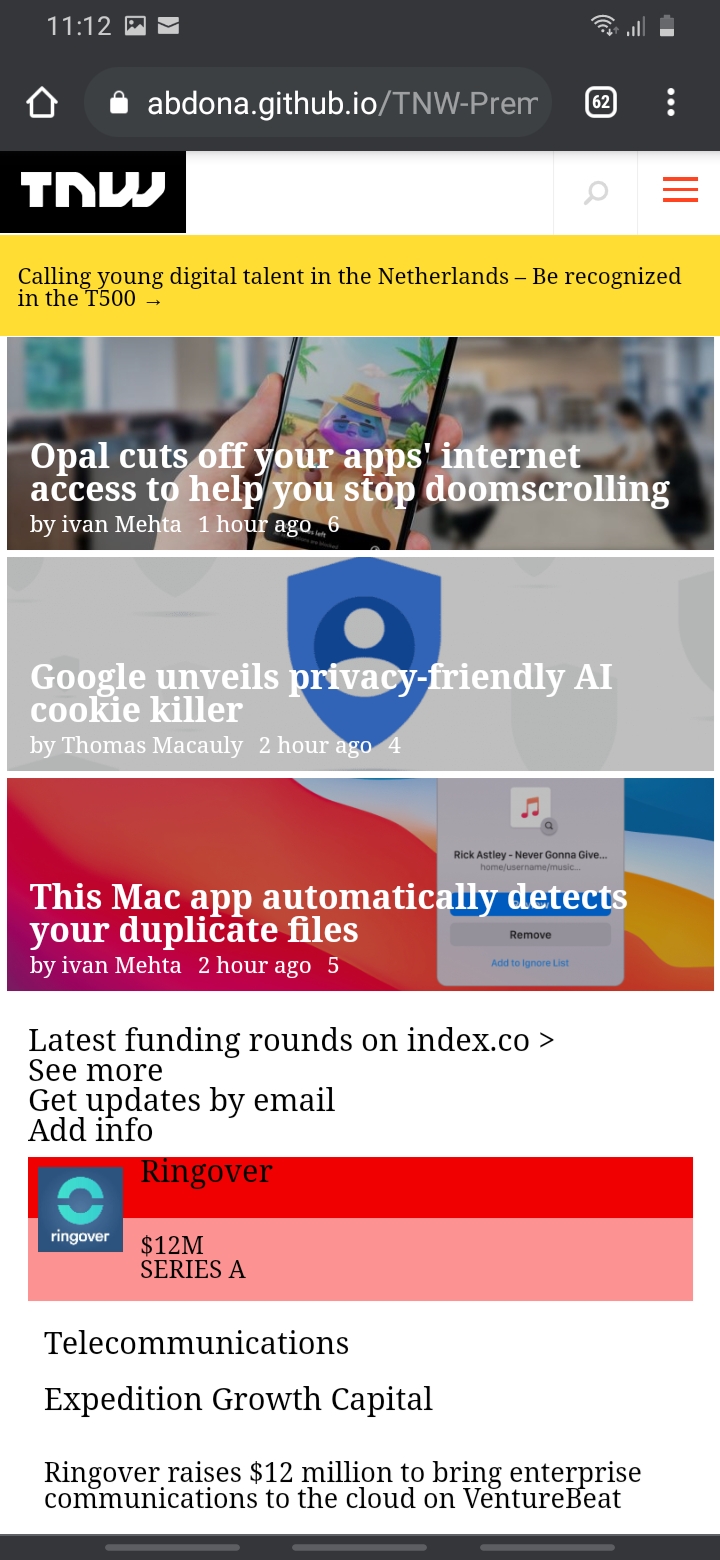 11:12
abdona.github.io/TNW-Prem
62
TNW
Calling young digital talent in the Netherlands – Be recognized
in the T500 →
Opal cuts off your apps' internet
access to help you stop doomscrolling
by ivan Mehta 1 hour ago 6
Google unveils privacy-friendly AI
cookie killer
by Thomas Macauly 2 hour ago 4
Rick Astley - Never Gonna Give...
home/username/music...
This Mac app automatically detects
your duplicate files
Remove
by ivan Mehta 2 hour ago 5
Add to Ignore List
Latest funding rounds on index.co >
See more
Get updates by email
Add info
Ringover
ringover
$12M
SERIES A
Telecommunications
Expedition Growth Capital
Ringover raises $12 million to bring enterprise
communications to the cloud on VentureBeat